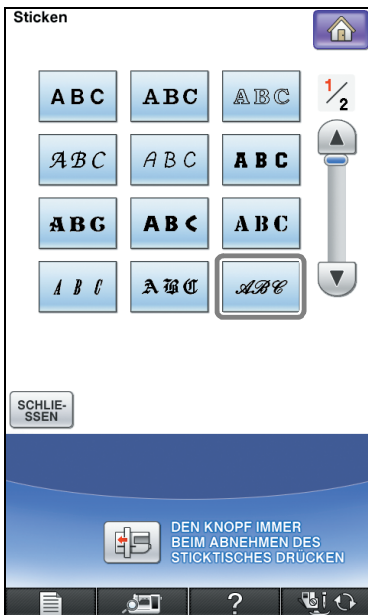 Sticken
ABC ABC ABC 1/2
ABC ABC ABC
ABC ABC ABC
ABC ABC ABC
SCHLIE-
SSEN
DEN KNOPF IMMER
BEIM ABNEHMEN DES
STICKTISCHES DRÜCKEN
?